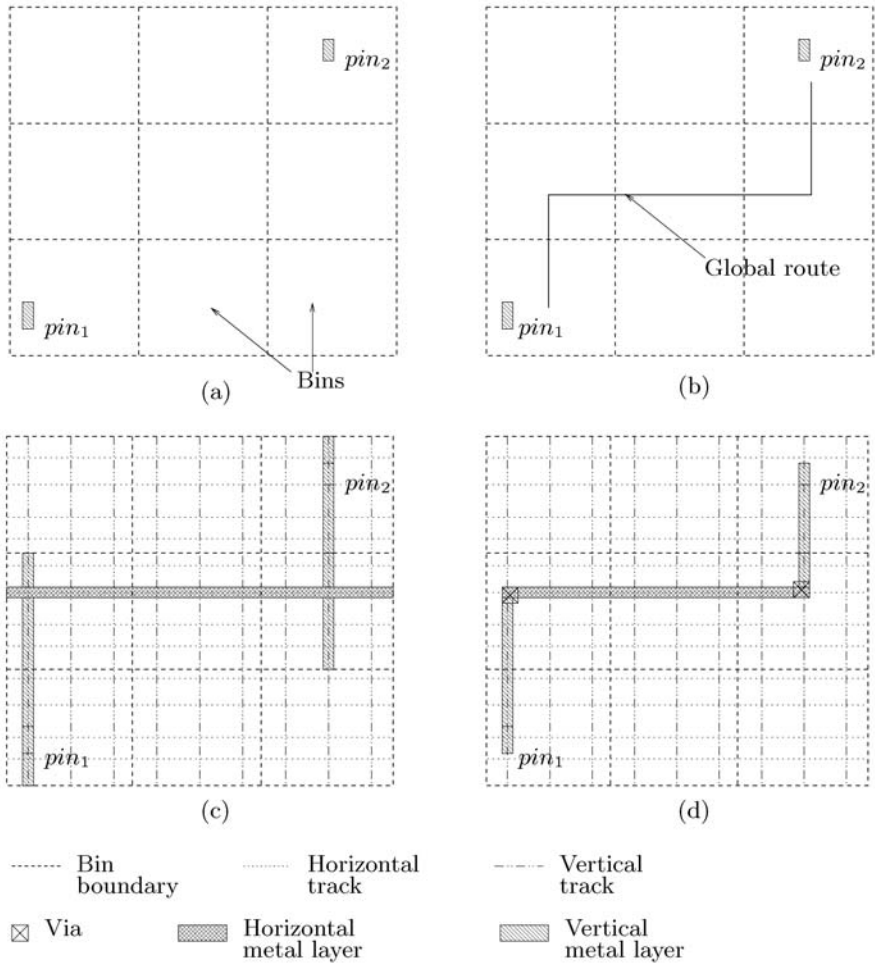 pin₂
pin₁
Bins
(a)
pin₂
Global route
pin₁
(b)
pin₂
pin₁
(c)
pin₂
pin₁
(d)
Bin
boundary
Horizontal
track
Vertical
track
Via
Horizontal
metal layer
Vertical
metal layer